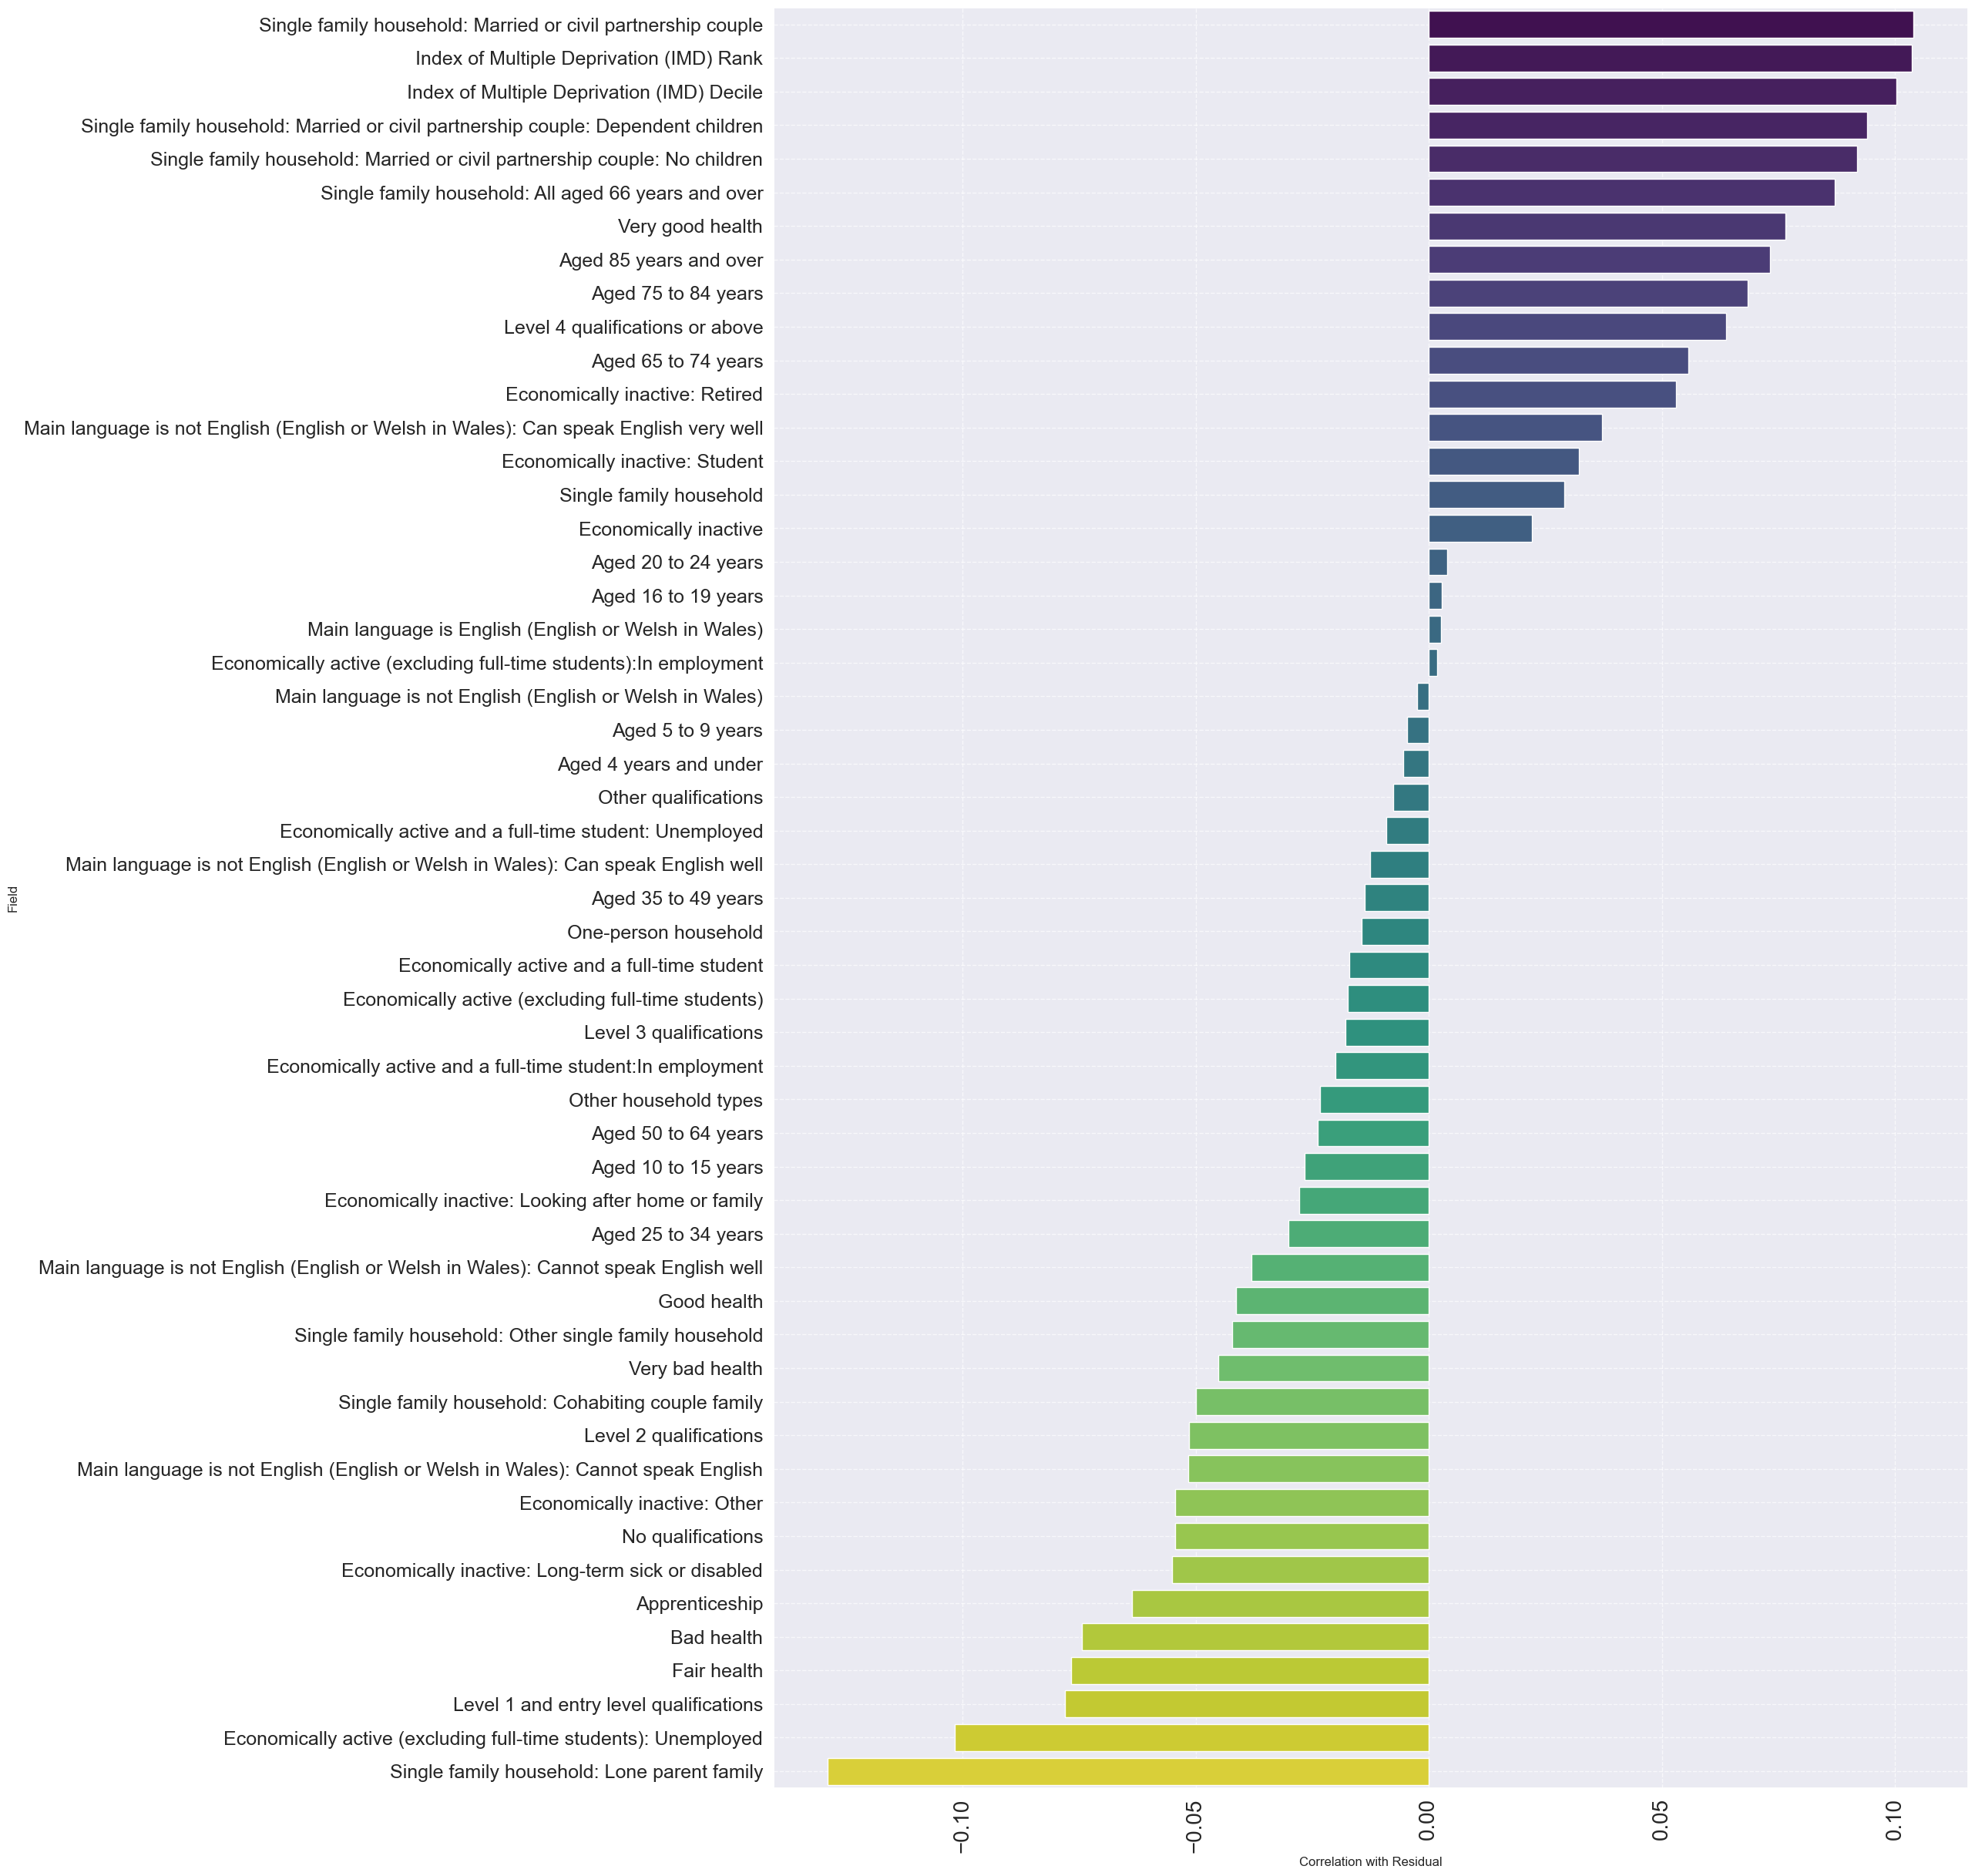 Single family household: Married or civil partnership couple
Index of Multiple Deprivation (IMD) Rank
Index of Multiple Deprivation (IMD) Decile
Single family household: Married or civil partnership couple: Dependent children
Single family household: Married or civil partnership couple: No children
Single family household: All aged 66 years and over
Very good health
Aged 85 years and over
Aged 75 to 84 years
Level 4 qualifications or above
Aged 65 to 74 years
Economically inactive: Retired
Main language is not English (English or Welsh in Wales): Can speak English very well
Economically inactive: Student
Single family household
Economically inactive
Aged 20 to 24 years
Aged 16 to 19 years
Main language is English (English or Welsh in Wales)
Economically active (excluding full-time students):In employment
Main language is not English (English or Welsh in Wales)
Aged 5 to 9 years
Aged 4 years and under
Other qualifications
Economically active and a full-time student: Unemployed
Main language is not English (English or Welsh in Wales): Can speak English well
Aged 35 to 49 years
One-person household
Economically active and a full-time student
Economically active (excluding full-time students)
Level 3 qualifications
Economically active and a full-time student:In employment
Other household types
Aged 50 to 64 years
Aged 10 to 15 years
Economically inactive: Looking after home or family
Aged 25 to 34 years
Main language is not English (English or Welsh in Wales): Cannot speak English well
Good health
Single family household: Other single family household
Very bad health
Single family household: Cohabiting couple family
Level 2 qualifications
Main language is not English (English or Welsh in Wales): Cannot speak English
Economically inactive: Other
No qualifications
Economically inactive: Long-term sick or disabled
Apprenticeship
Bad health
Fair health
Level 1 and entry level qualifications
Economically active (excluding full-time students): Unemployed
Single family household: Lone parent family
Field
−0.10
−0.05
0.00
0.05
0.10
Correlation with Residual